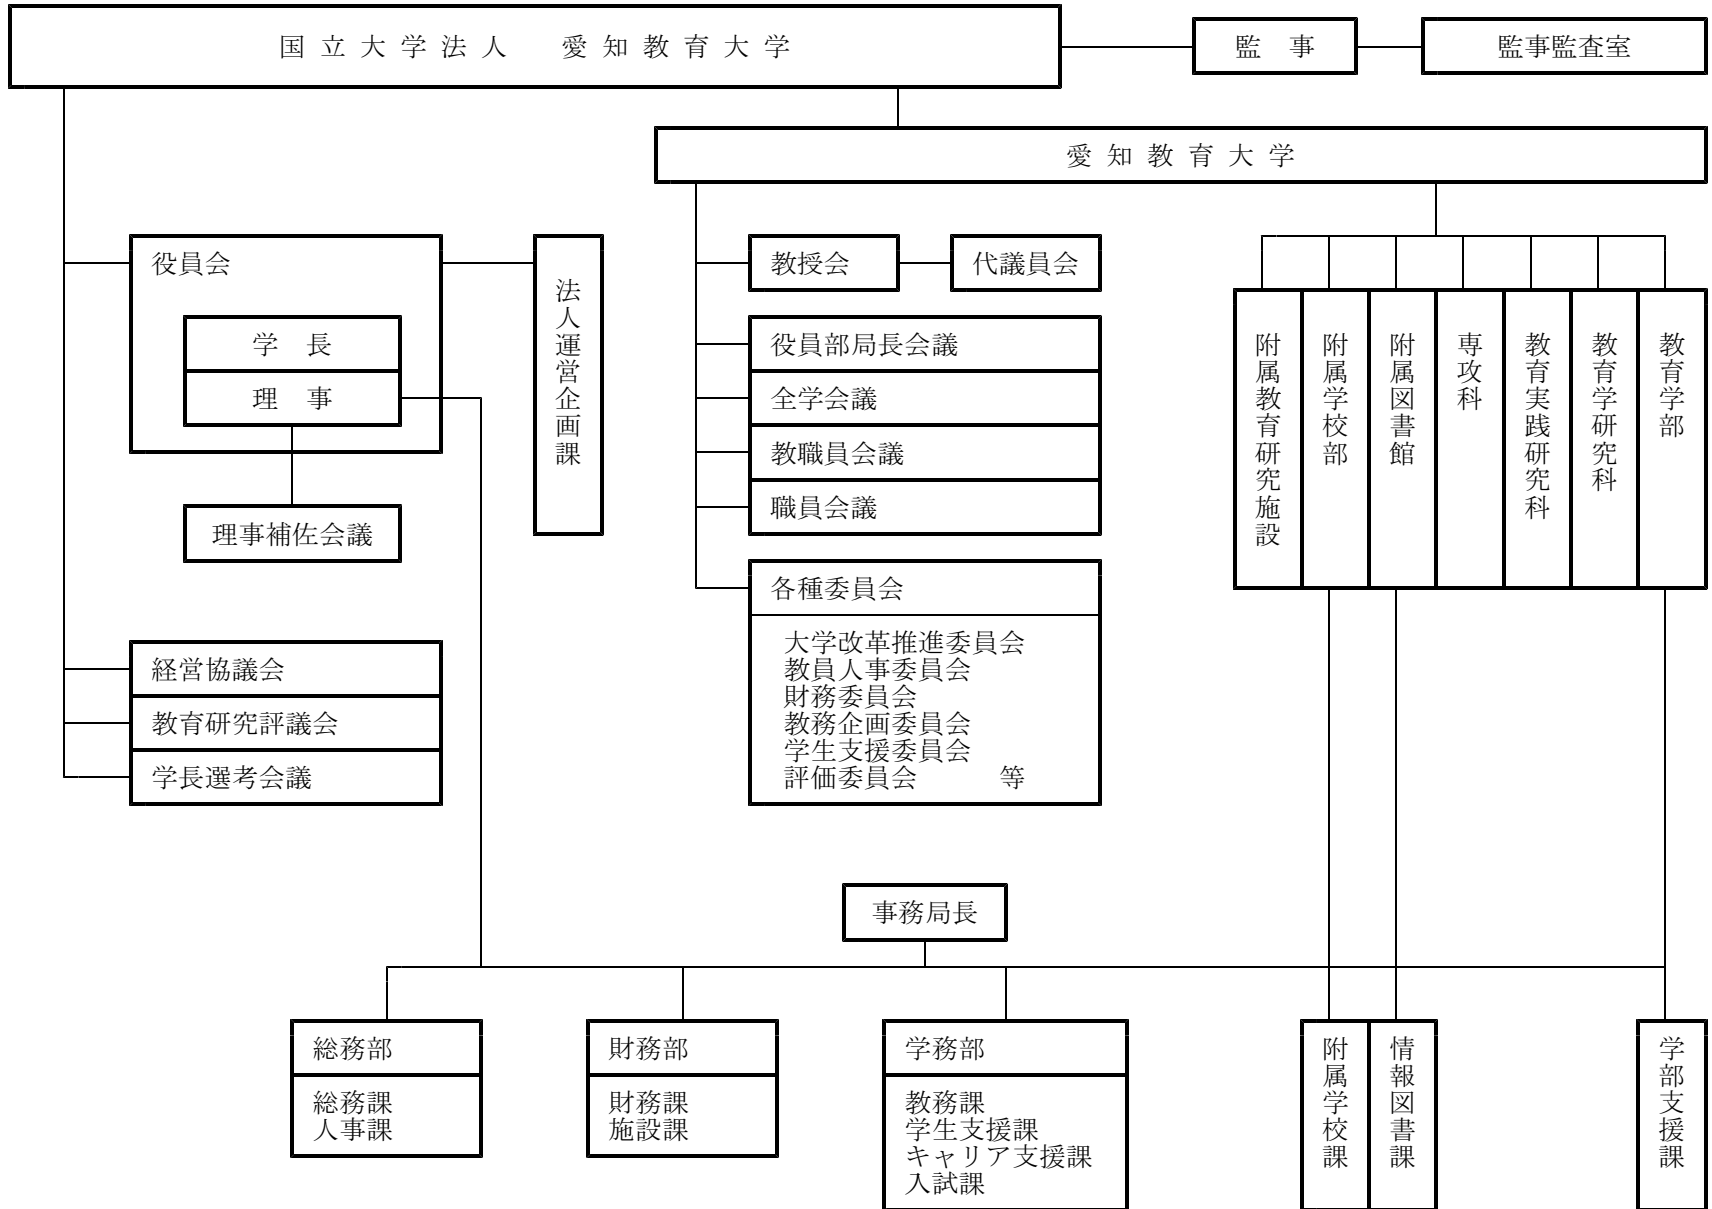 国立大学法人　愛知教育大学
監　事
監事監査室
愛知教育大学
役員会
学　長
理　事
理事補佐会議
法人運営企画課
経営協議会
教育研究評議会
学長選考会議
教授会
代議員会
役員部局長会議
全学会議
教職員会議
職員会議
各種委員会
大学改革推進委員会
教員人事委員会
財務委員会
教務企画委員会
学生支援委員会
評価委員会　　　等
附属教育研究施設
附属学校部
附属図書館
専攻科
教育実践研究科
教育学研究科
教育学部
事務局長
総務部
総務課
人事課
財務部
財務課
施設課
学務部
教務課
学生支援課
キャリア支援課
入試課
附属学校課
情報図書課
学部支援課